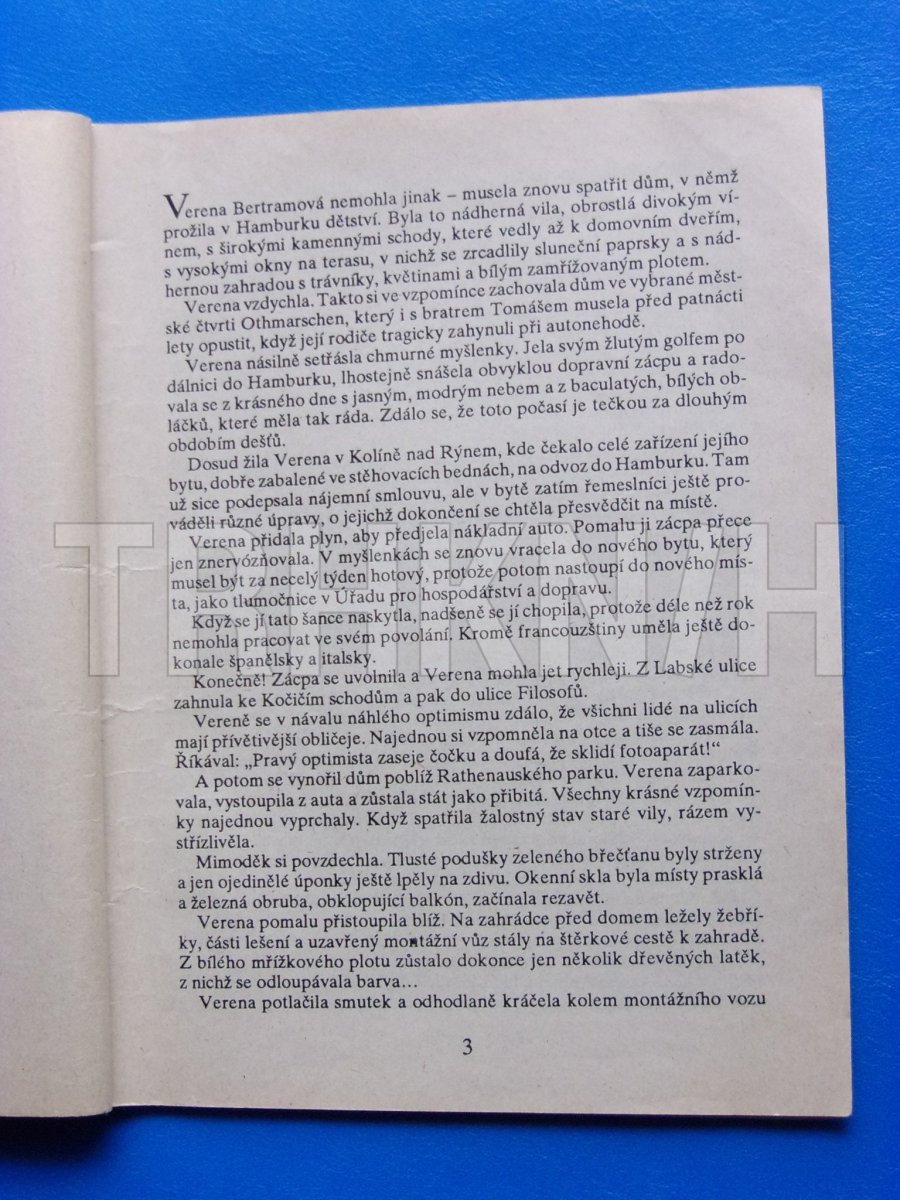 Verena Bertramová nemohla jinak – musela znovu spatřit dům, v němž
prožila v Hamburku dětství. Byla to nádherná vila, obrostlá divokým ví-
nem, s širokými kamennými schody, které vedly až k domovním dveřím,
s vysokými okny na terasu, v nichž se zrcadlily sluneční paprsky a s nád-
hernou zahradou s trávníky, květinami a bílým zamřížovaným plotem.
Verena vzdychla. Takto si ve vzpomínce zachovala dům ve vybrané měst-
ské čtvrti Othmarschen, který i s bratrem Tomášem musela před patnácti
lety opustit, když její rodiče tragicky zahynuli při autonehodě.
Verena násilně setřásla chmurné myšlenky. Jela svým žlutým golfem po
dálnici do Hamburku, lhostejně snášela obvyklou dopravní zácpu a rado-
vala se z krásného dne s jasným, modrým nebem a z baculatých, bílých ob-
láčků, které měla tak ráda. Zdálo se, že toto počasí je tečkou za dlouhým
obdobím dešťů.
Dosud žila Verena v Kolíně nad Rýnem, kde čekalo celé zařízení jejího
bytu, dobře zabalené ve stěhovacích bednách, na odvoz do Hamburku. Tam
už sice podepsala nájemní smlouvu, ale v bytě zatím řemeslníci ještě pro-
váděli různé úpravy, o jejichž dokončení se chtěla přesvědčit na místě.
Verena přidala plyn, aby předjela nákladní auto. Pomalu ji zácpa přece
jen znervózňovala. V myšlenkách se znovu vracela do nového bytu, který
musel být za necelý týden hotový, protože potom nastoupí do nového mís-
ta, jako tlumočnice v Úřadu pro hospodářství a dopravu.
Když se jí tato šance naskytla, nadšeně se jí chopila, protože déle než rok
nemohla pracovat ve svém povolání. Kromě francouzštiny uměla ještě do-
konale španělsky a italsky.
Konečně! Zácpa se uvolnila a Verena mohla jet rychleji. Z Labské ulice
zahnula ke Kočičím schodům a pak do ulice Filosofů.
Vereně se v návalu náhlého optimismu zdálo, že všichni lidé na ulicích
mají přívětivější obličeje. Najednou si vzpomněla na otce a tiše se zasmála.
Říkával: „Pravý optimista zaseje čočku a doufá, že sklidí fotoaparát!“
A potom se vynořil dům poblíž Rathenauského parku. Verena zaparko-
vala, vystoupila z auta a zůstala stát jako přibitá. Všechny krásné vzpomín-
ky najednou vyprchaly. Když spatřila žalostný stav staré vily, rázem vy-
střízlivěla.
Mimoděk si povzdechla. Tlusté podušky zeleného břečťanu byly strženy
a jen ojedinělé úponky ještě lpěly na zdivu. Okenní skla byla místy prasklá
a železná obruba, obklopující balkón, začínala rezavět.
Verena pomalu přistoupila blíž. Na zahrádce před domem ležely žebří-
ky, části lešení a uzavřený montážní vůz stály na štěrkové cestě k zahradě.
Z bílého mřížkového plotu zůstalo dokonce jen několik dřevěných latěk,
z nichž se odloupávala barva...
Verena potlačila smutek a odhodlaně kráčela kolem montážního vozu
3